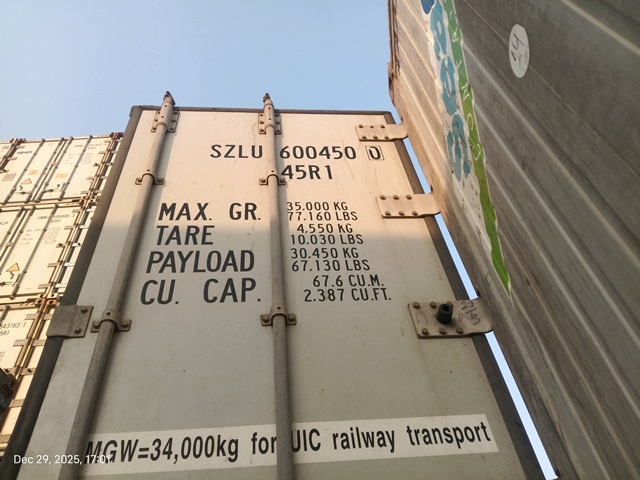 SZLU 600450 0
45R1
MAX. GR. 35.000 KG
77.160 LBS
TARE 4.550 KG
10.030 LBS
PAYLOAD 30.450 KG
67.130 LBS
CU. CAP. 67.6 CU.M.
2.387 CU.FT.
MGW=34,000kg for UIC railway transport
Dec 29, 2025, 17:01